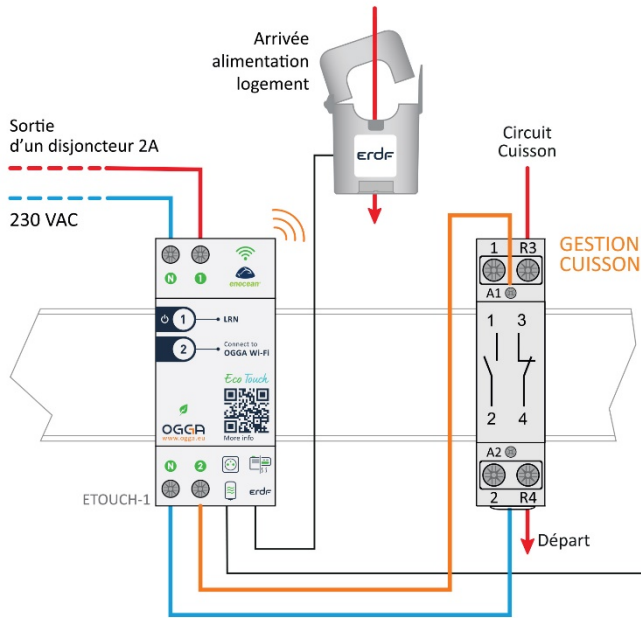 Arrivée
alimentation
logement
Sortie
d'un disjoncteur 2A
230 VAC
ERDF
Circuit
Cuisson
GESTION
CUISSON
N
1
enocean
1
LRN
2
Connect to
OGGA Wi-Fi
Eco Touch
OGGA
www.ogga.eu
More info
N
2
ERDF
ETOUCH-1
1
R3
A1
1
3
2
4
A2
2
R4
Départ